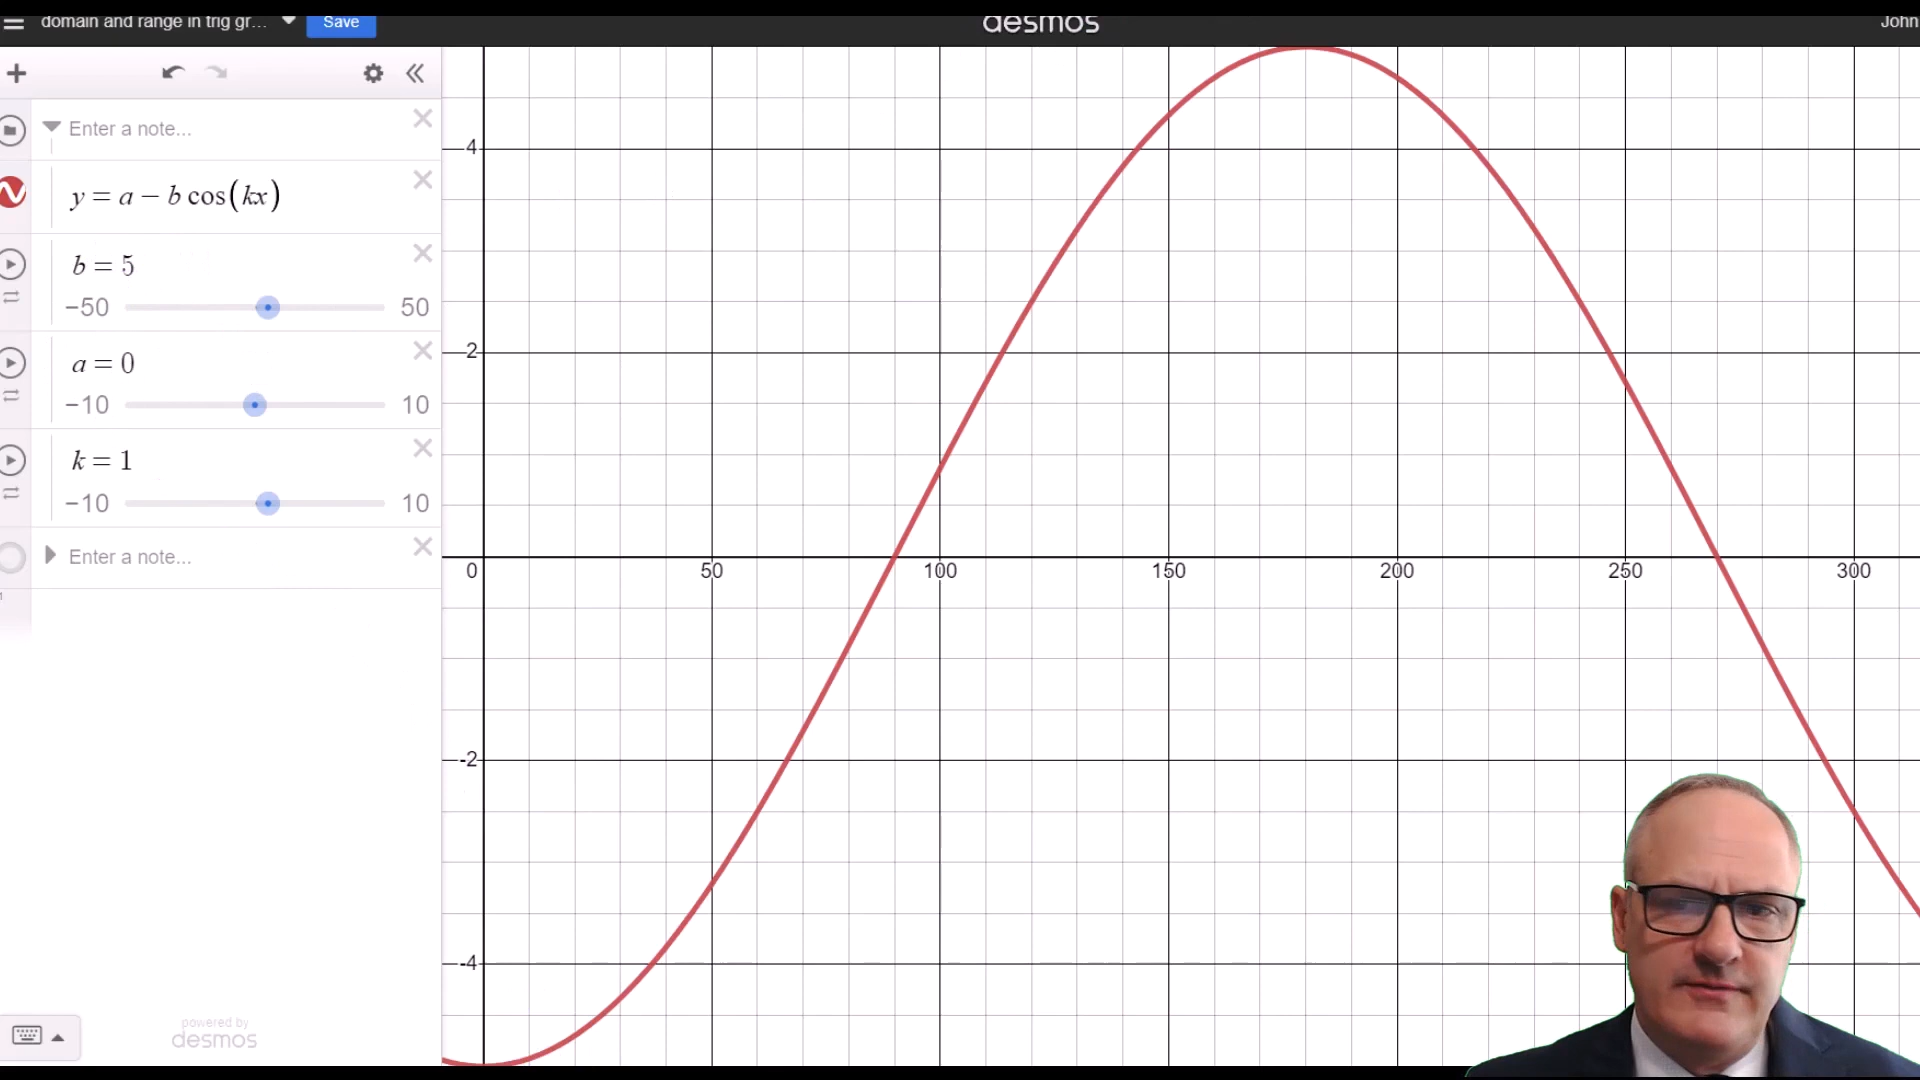 domain and range in trig gr...
Save
desmos
John
Enter a note...
y = a − b cos(kx)
b = 5
−50
50
a = 0
−10
10
k = 1
−10
10
Enter a note...
powered by
desmos
4
2
0
50
100
150
200
250
300
-2
-4